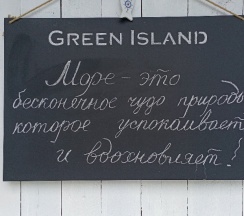 GREEN ISLAND
Море - это
бесконечное чудо природы
которое успокаивает
и вдохновляет!